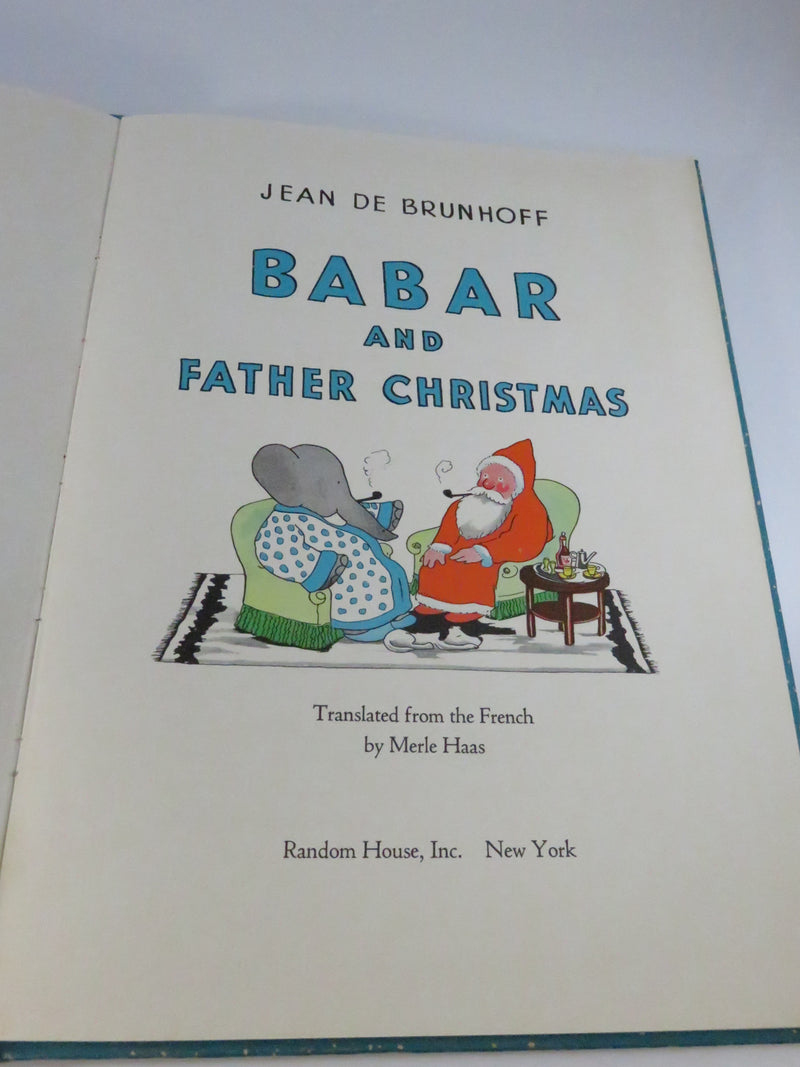 JEAN DE BRUNHOFF
BABAR
AND
FATHER CHRISTMAS
Translated from the French
by Merle Haas
Random House, Inc. New York